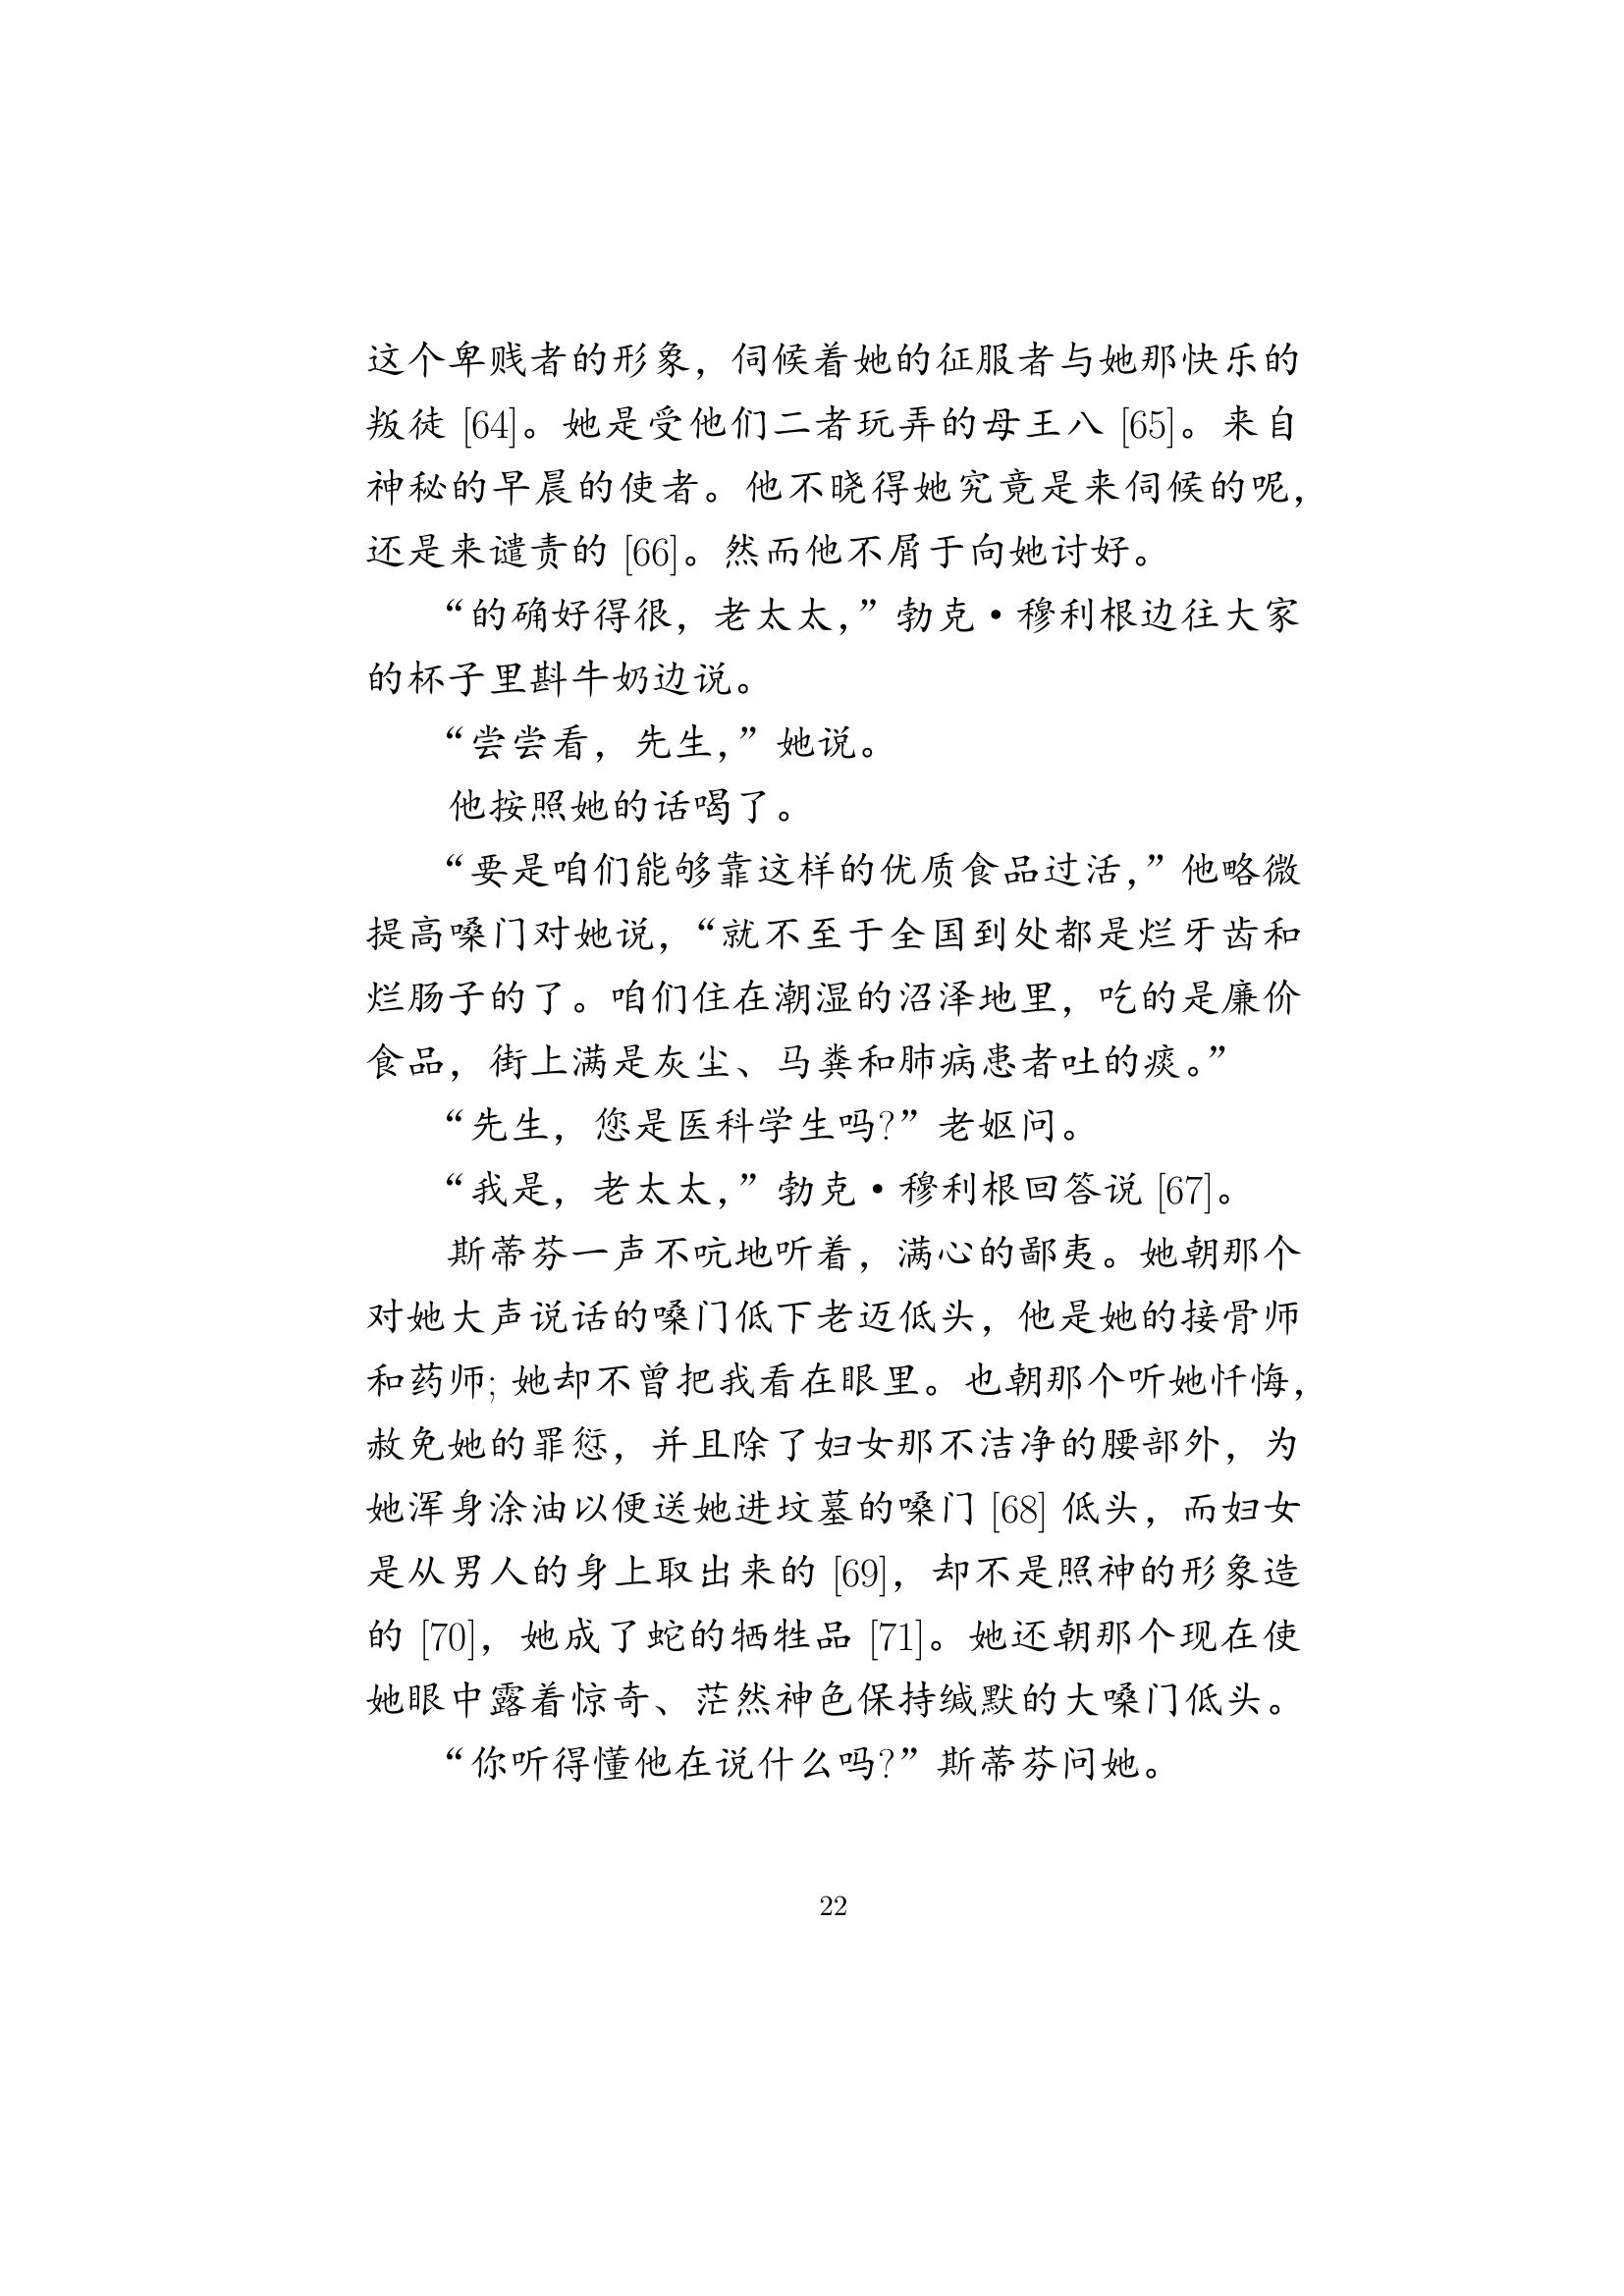 这个卑贱者的形象，伺候着她的征服者与她那快乐的
叛徒 [64]。她是受他们二者玩弄的母王八 [65]。来自
神秘的早晨的使者。他不晓得她究竟是来伺候的呢，
还是来谴责的 [66]。然而他不屑于向她讨好。
“的确好得很，老太太，”勃克·穆利根边往大家
的杯子里斟牛奶边说。
“尝尝看，先生，”她说。
他按照她的话喝了。
“要是咱们能够靠这样的优质食品过活，”他略微
提高嗓门对她说，“就不至于全国到处都是烂牙齿和
烂肠子的了。咱们住在潮湿的沼泽地里，吃的是廉价
食品，街上满是灰尘、马粪和肺病患者吐的痰。”
“先生，您是医科学生吗?”老妪问。
“我是，老太太，”勃克·穆利根回答说 [67]。
斯蒂芬一声不吭地听着，满心的鄙夷。她朝那个
对她大声说话的嗓门低下老迈低头，他是她的接骨师
和药师; 她却不曾把我看在眼里。也朝那个听她忏悔，
赦免她的罪愆，并且除了妇女那不洁净的腰部外，为
她浑身涂油以便送她进坟墓的嗓门 [68] 低头，而妇女
是从男人的身上取出来的 [69]，却不是照神的形象造
的 [70]，她成了蛇的牺牲品 [71]。她还朝那个现在使
她眼中露着惊奇、茫然神色保持缄默的大嗓门低头。
“你听得懂他在说什么吗?”斯蒂芬问她。
22